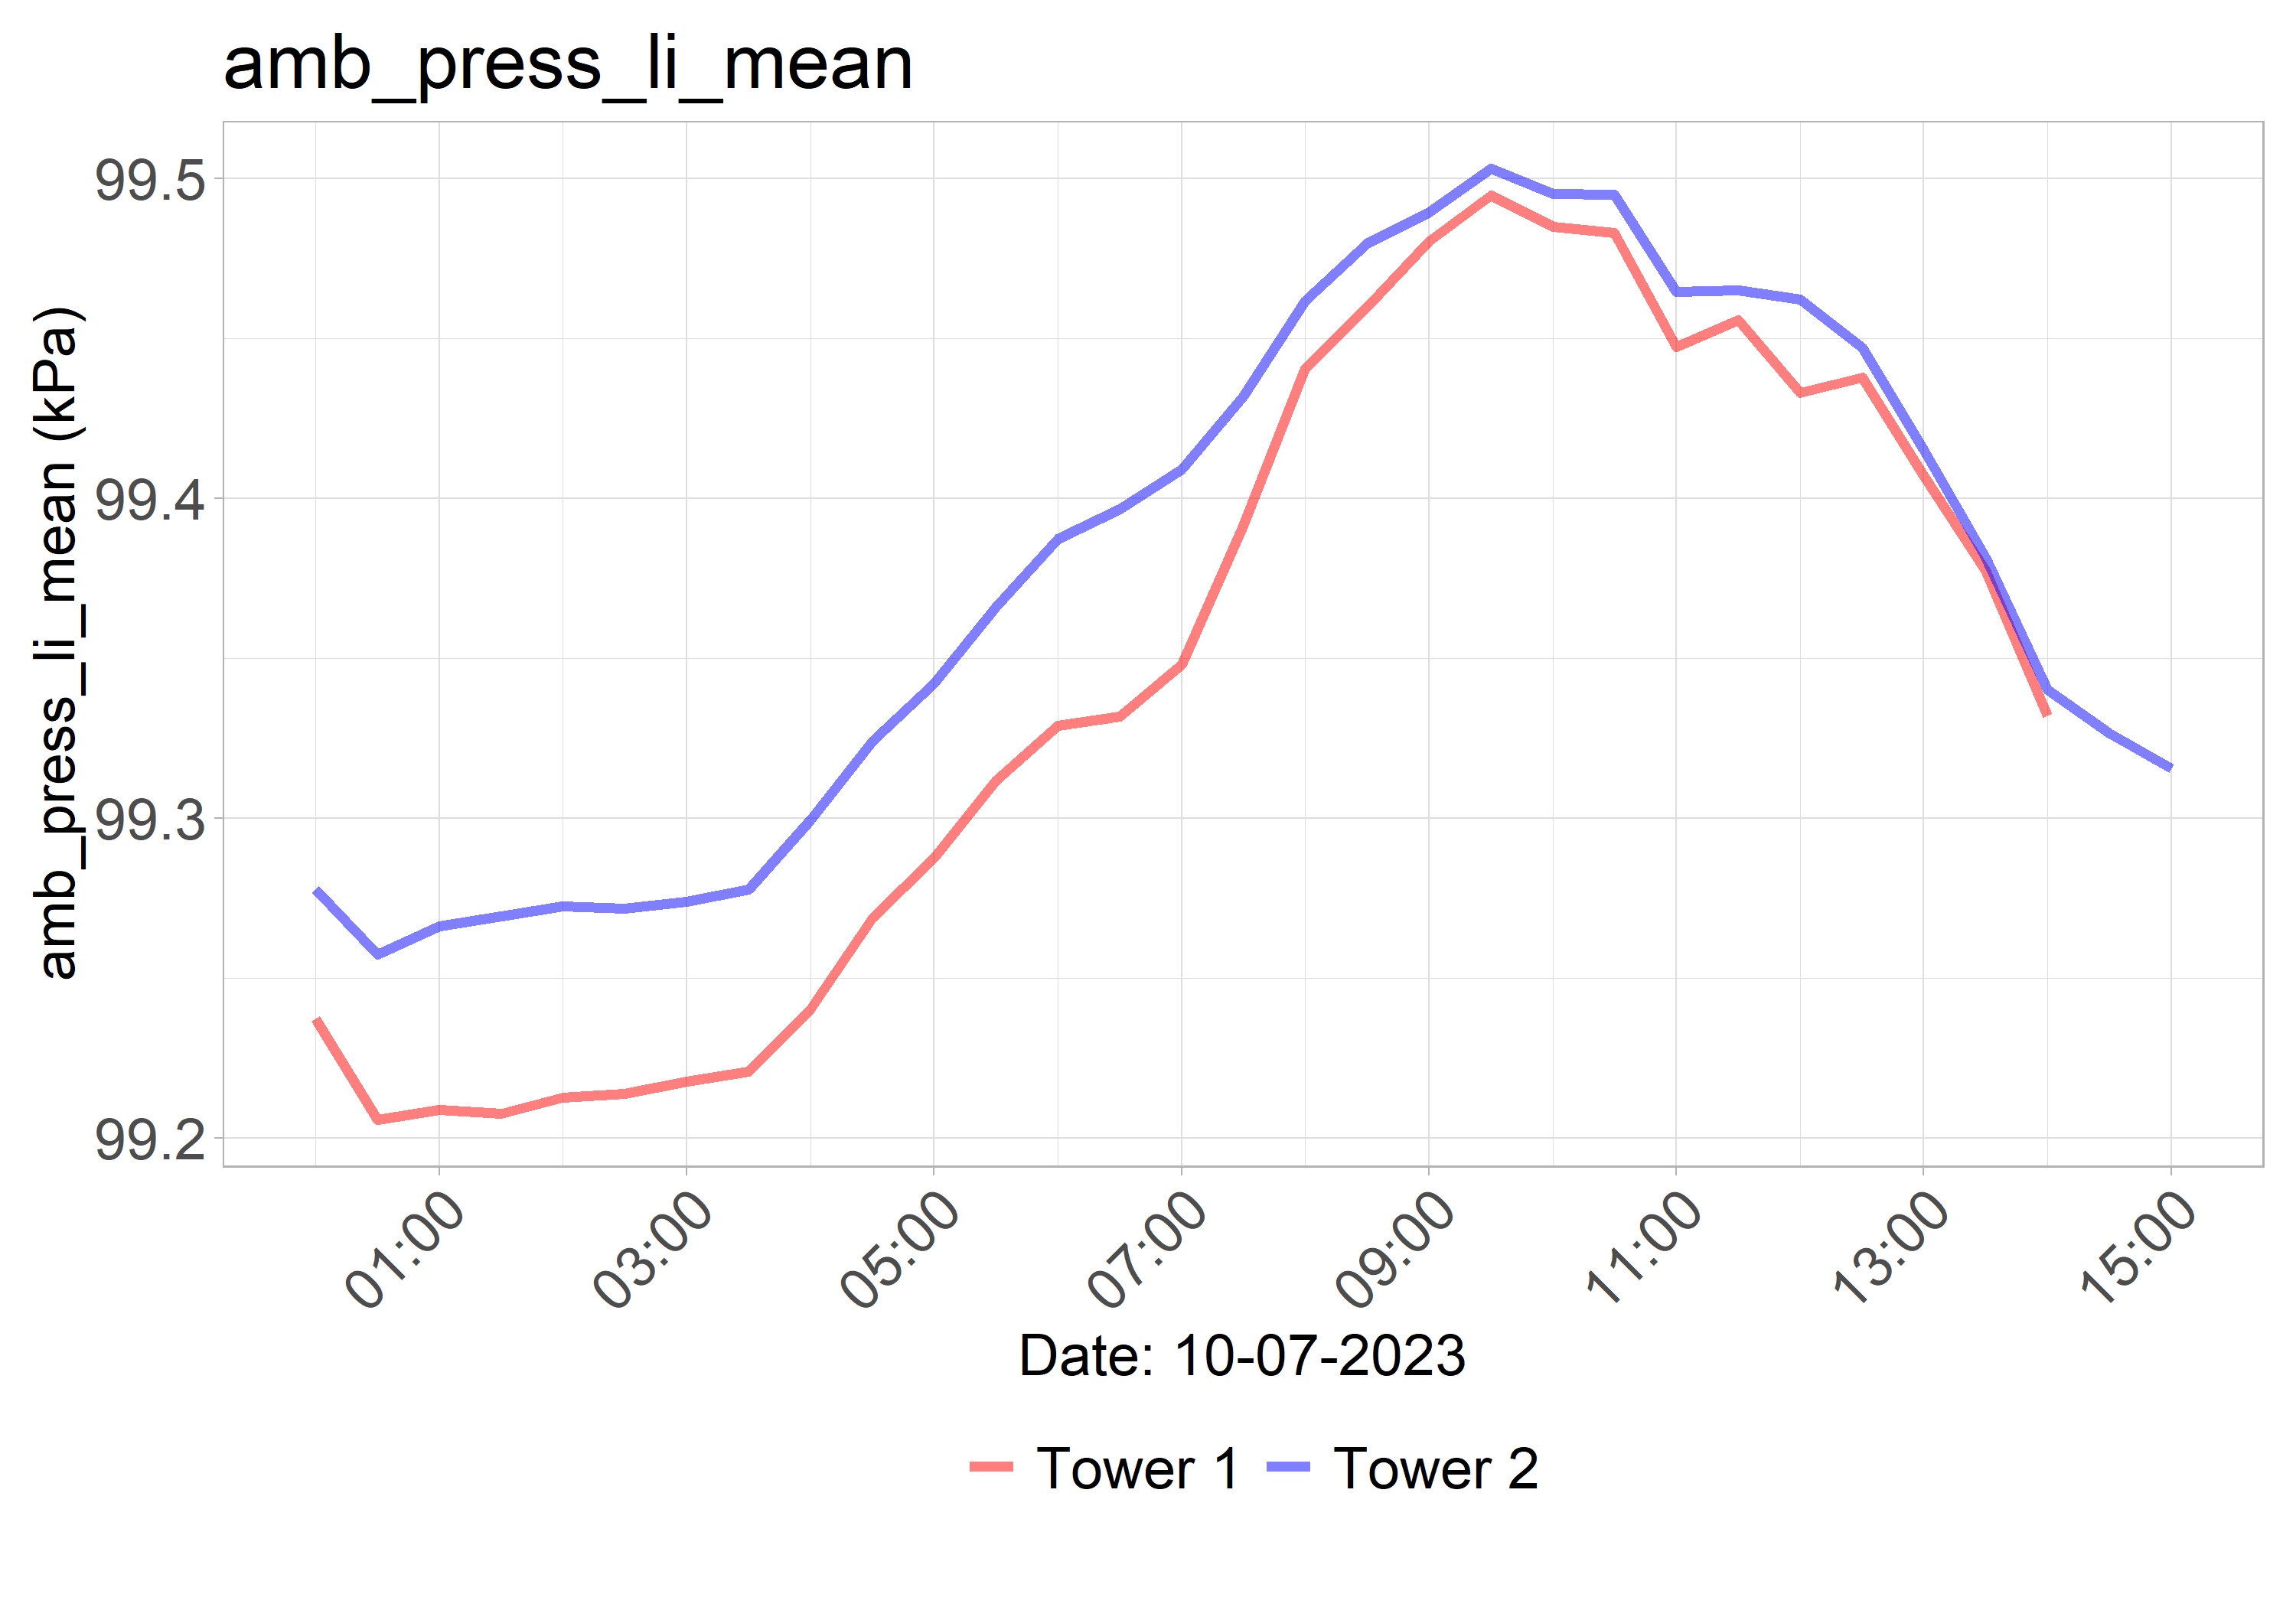 amb_press_li_mean
amb_press_li_mean (kPa)
99.5
99.4
99.3
99.2
01:00 03:00 05:00 07:00 09:00 11:00 13:00 15:00
Date: 10-07-2023
Tower 1 Tower 2